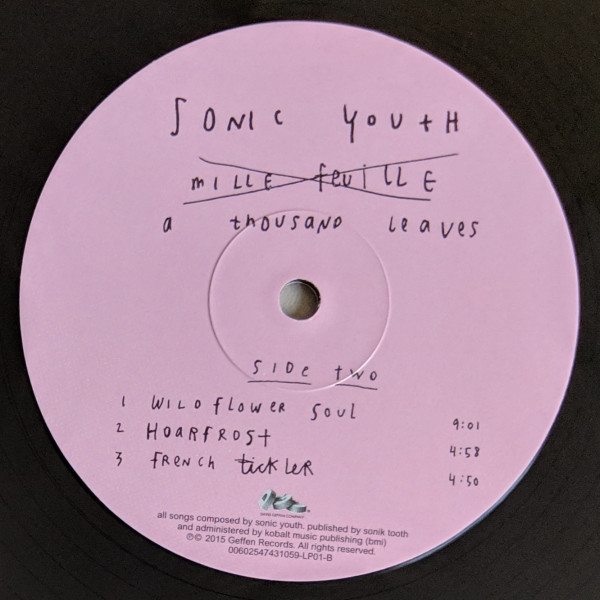 SONIC YOUTH
mILLE feuiLLE
a thOUSAND leaves
SIDe two
1 WILDflOWeR SOuL 9:01
2 HOARFROSt 4:58
3 fRENCH tickLeR 4:50
all songs composed by sonic youth. published by sonik tooth
and administered by kobalt music publishing (bmi)
℗© 2015 Geffen Records. All rights reserved.
00602547431059-LP01-B